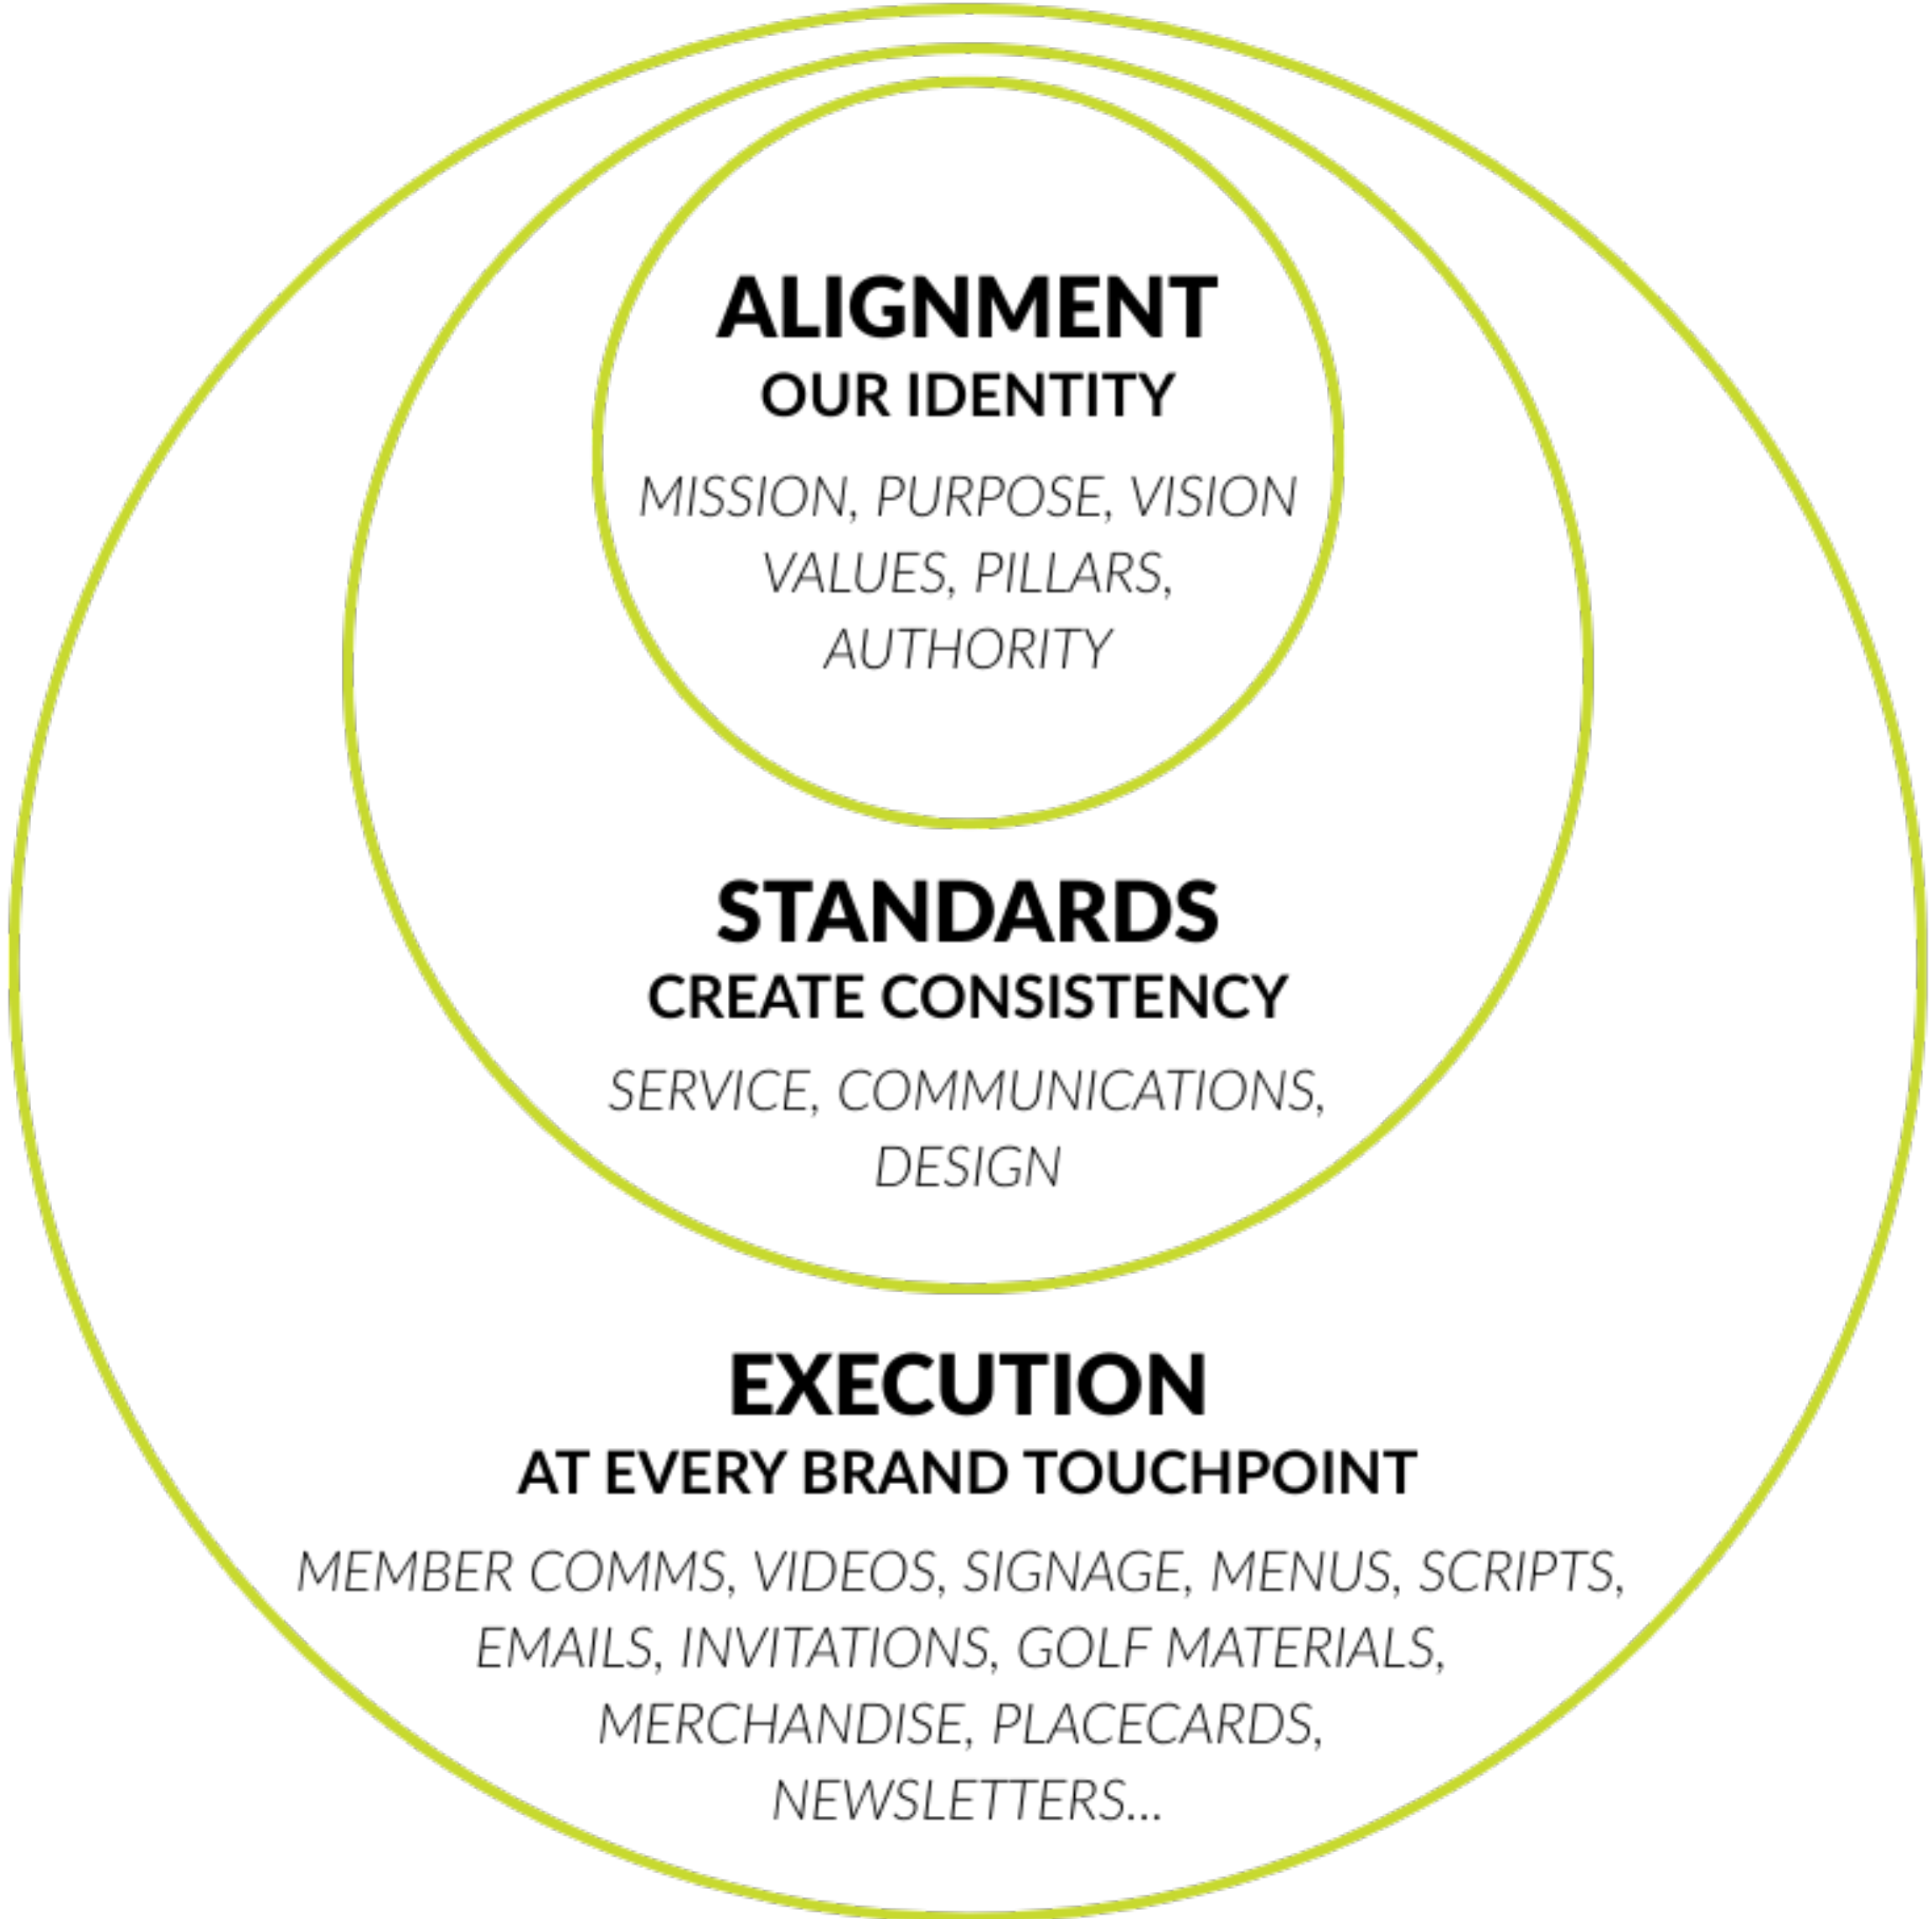 ALIGNMENT
OUR IDENTITY
MISSION, PURPOSE, VISION
VALUES, PILLARS,
AUTHORITY
STANDARDS
CREATE CONSISTENCY
SERVICE, COMMUNICATIONS,
DESIGN
EXECUTION
AT EVERY BRAND TOUCHPOINT
MEMBER COMMS, VIDEOS, SIGNAGE, MENUS, SCRIPTS,
EMAILS, INVITATIONS, GOLF MATERIALS,
MERCHANDISE, PLACECARDS,
NEWSLETTERS...